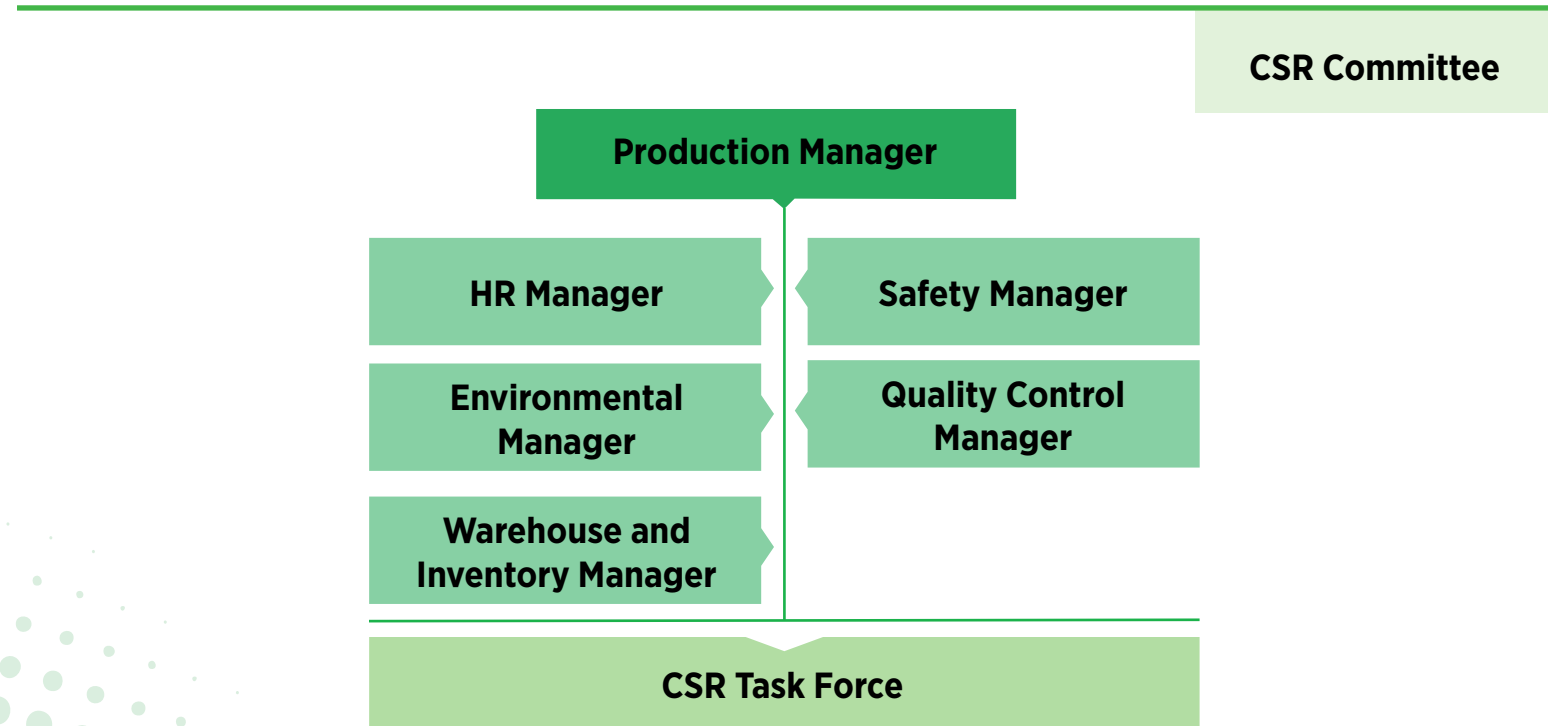 CSR Committee
Production Manager
HR Manager
Safety Manager
Environmental
Manager
Quality Control
Manager
Warehouse and
Inventory Manager
CSR Task Force